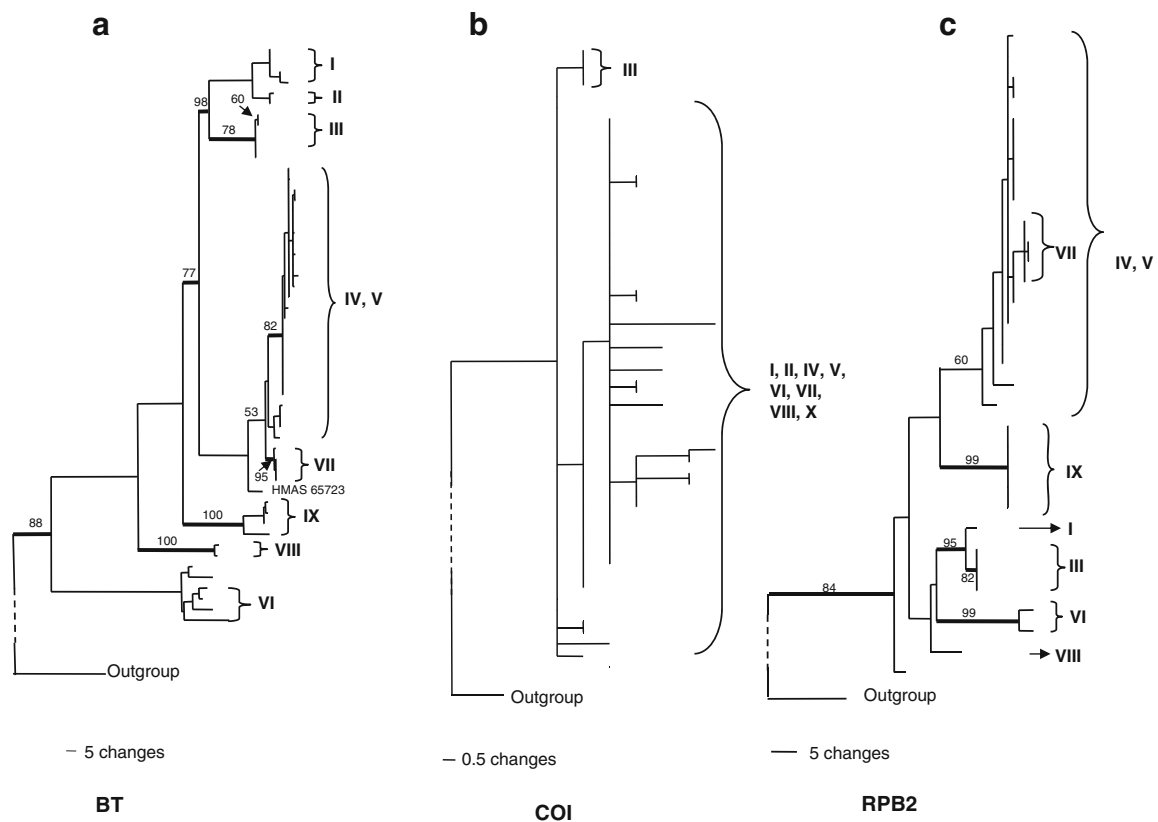 a
I
II
III
98
60
78
77
82
IV, V
53
95
VII
HMAS 65723
100
IX
100
VIII
88
VI
Outgroup
5 changes
BT
b
III
I, II, IV, V,
VI, VII,
VIII, X
Outgroup
0.5 changes
COI
c
VII
IV, V
60
99
IX
I
95
III
82
84
99
VI
VIII
Outgroup
5 changes
RPB2